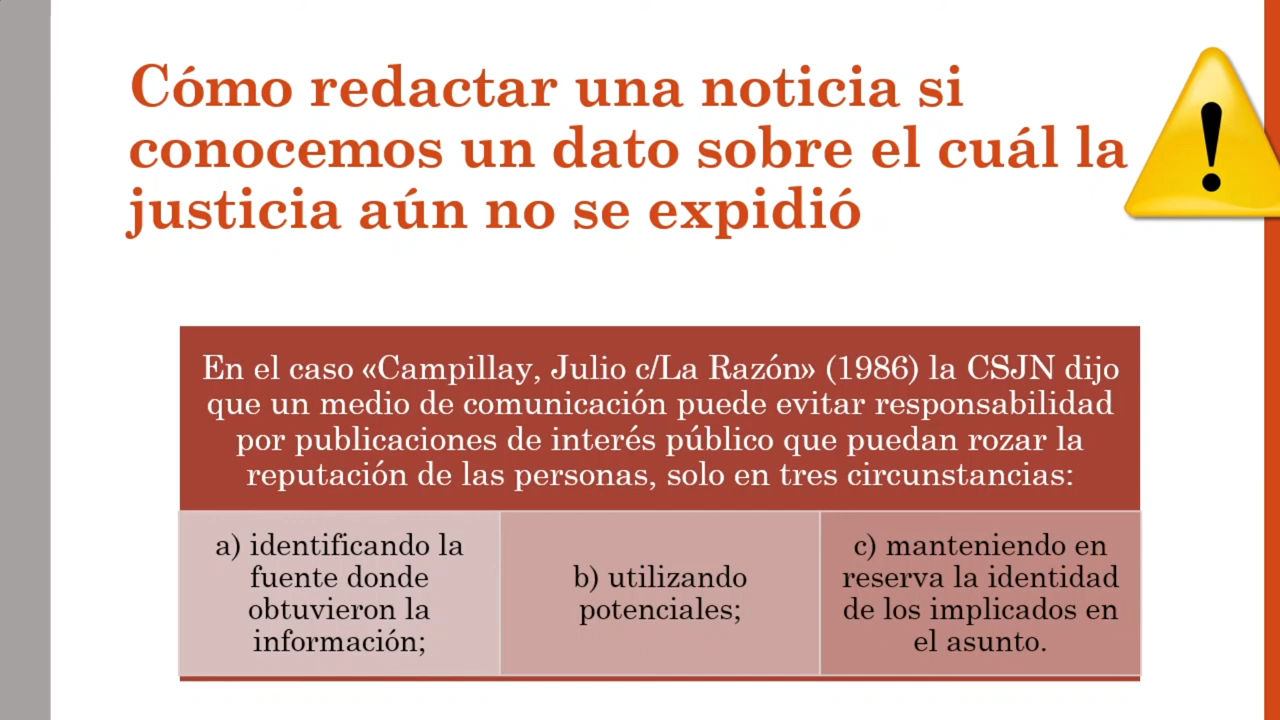 Cómo redactar una noticia si
conocemos un dato sobre el cuál la
justicia aún no se expidió
En el caso «Campillay, Julio c/La Razón» (1986) la CSJN dijo
que un medio de comunicación puede evitar responsabilidad
por publicaciones de interés público que puedan rozar la
reputación de las personas, solo en tres circunstancias:
a) identificando la
fuente donde
obtuvieron la
información;
b) utilizando
potenciales;
c) manteniendo en
reserva la identidad
de los implicados en
el asunto.